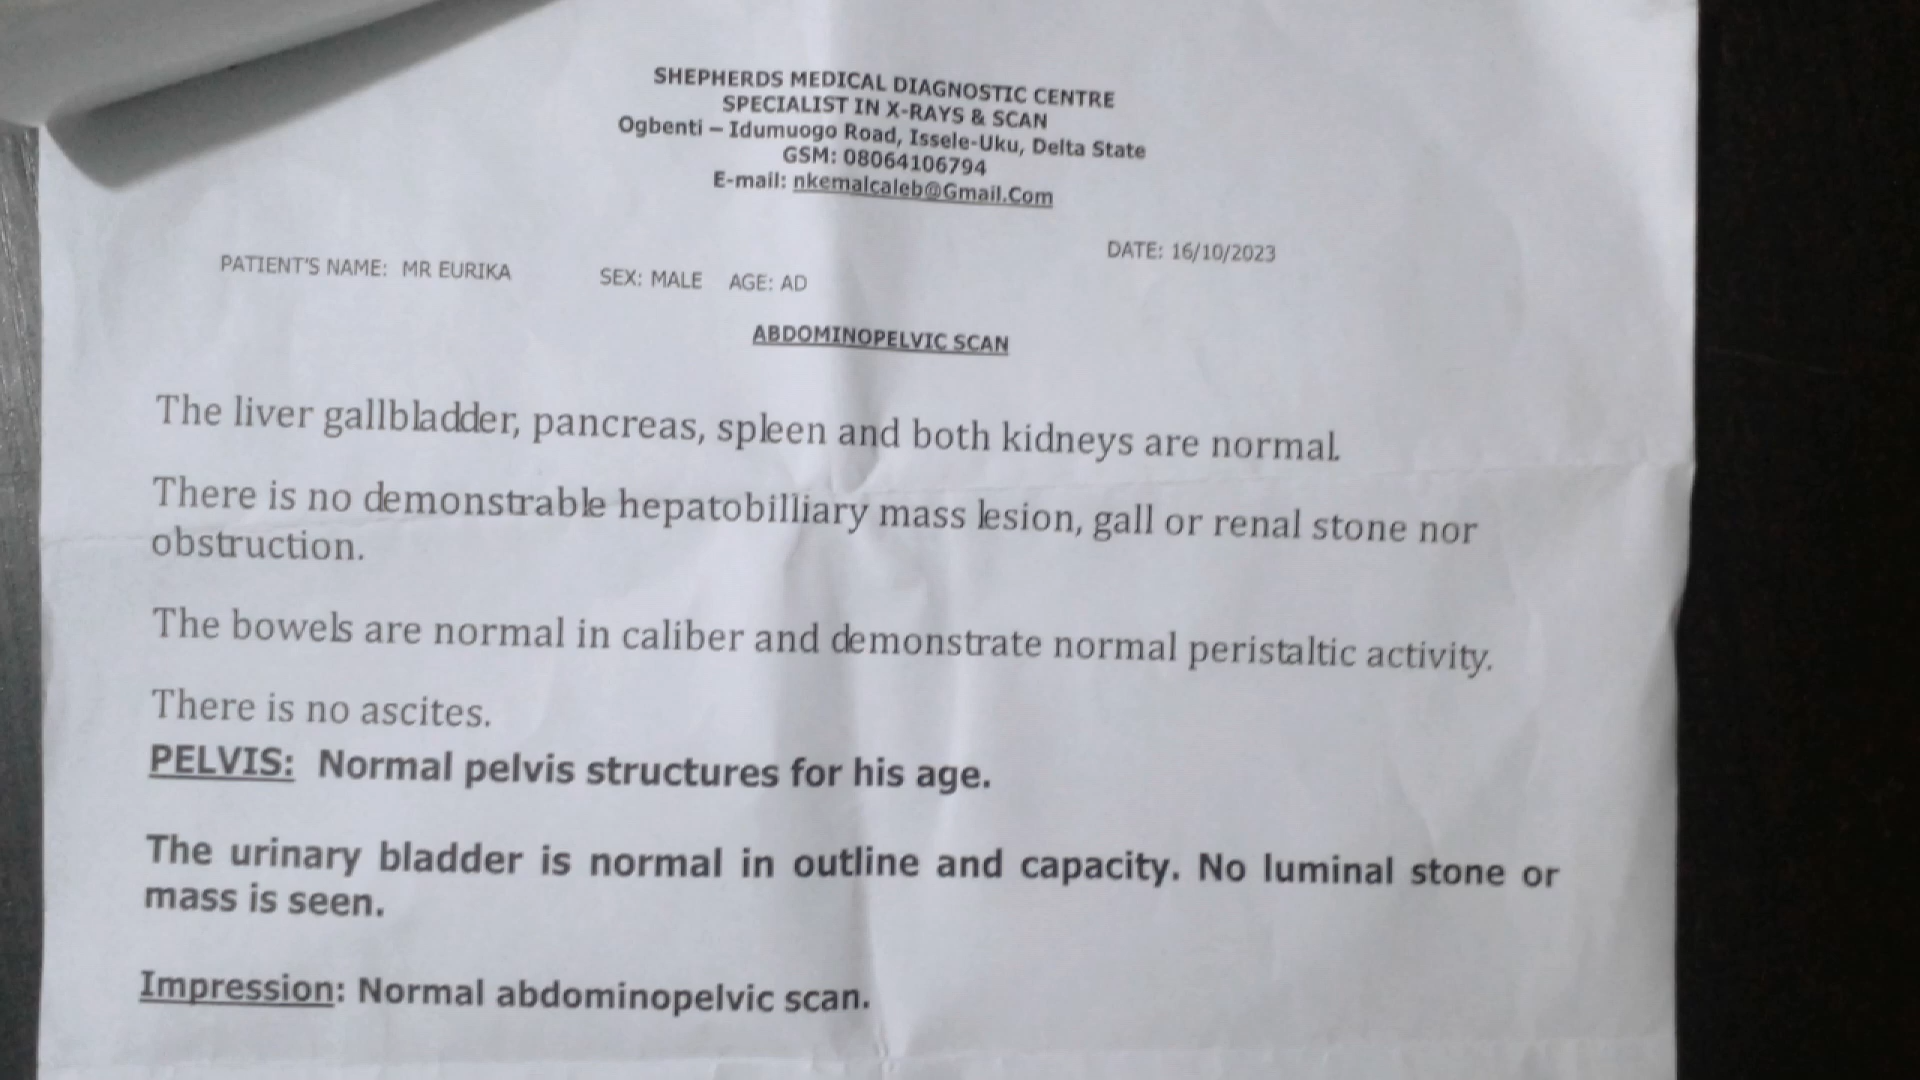 SHEPHERDS MEDICAL DIAGNOSTIC CENTRE
SPECIALIST IN X-RAYS & SCAN
Ogbenti – Idumuogo Road, Issele-Uku, Delta State
GSM: 08064106794
E-mail: nkemalcaleb@Gmail.Com
DATE: 16/10/2023
PATIENT'S NAME: MR EURIKA SEX: MALE AGE: AD
ABDOMINOPELVIC SCAN
The liver gallbladder, pancreas, spleen and both kidneys are normal.
There is no demonstrable hepatobilliary mass lesion, gall or renal stone nor
obstruction.
The bowels are normal in caliber and demonstrate normal peristaltic activity.
There is no ascites.
PELVIS: Normal pelvis structures for his age.
The urinary bladder is normal in outline and capacity. No luminal stone or
mass is seen.
Impression: Normal abdominopelvic scan.